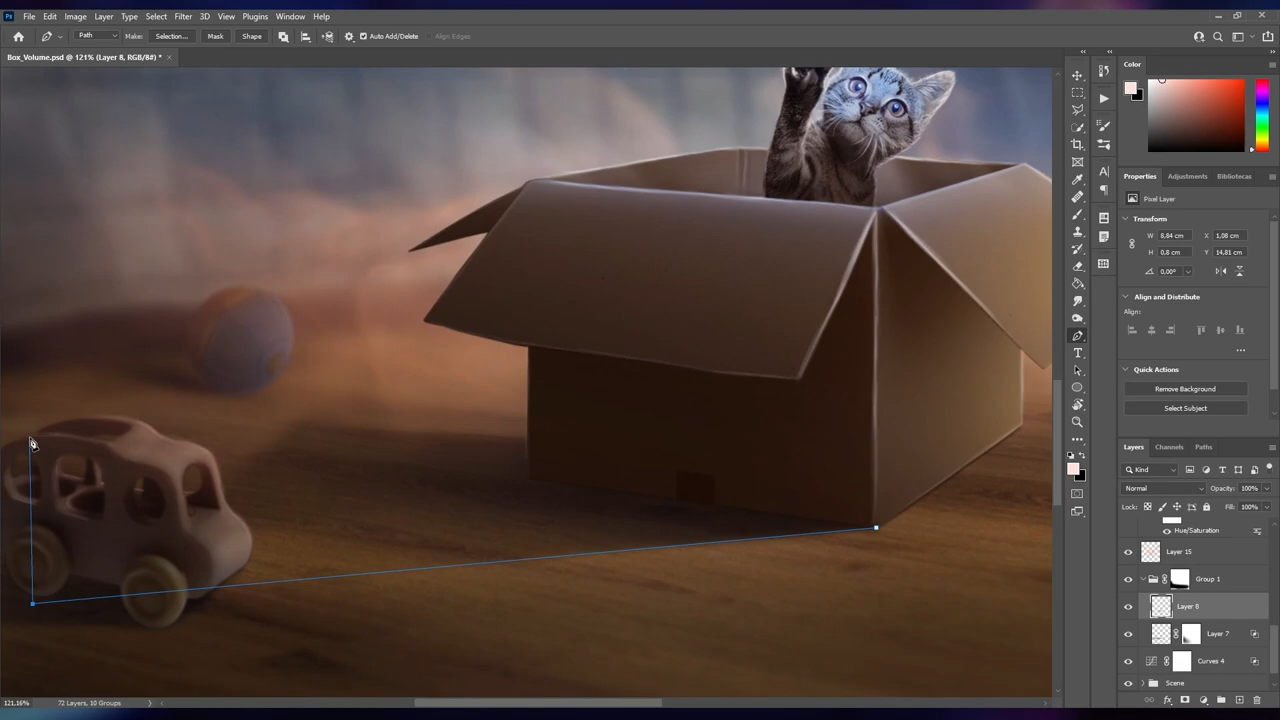 Ps File Edit Image Layer Type Select Filter 3D View Plugins Window Help
Path Make: Selection... Mask Shape Auto Add/Delete Align Edges
Box_Volume.psd @ 121% (Layer 8, RGB/8#) * ×
Color
Properties Adjustments Bibliotecas
Pixel Layer
Transform
W 8,84 cm X 1,08 cm
H 0,8 cm Y 14,81 cm
0,00°
Align and Distribute
Align:
Quick Actions
Remove Background
Select Subject
Layers Channels Paths
Kind
Normal Opacity: 100%
Lock: Fill: 100%
Hue/Saturation
Layer 15
Group 1
Layer 8
Layer 7
Curves 4
Scene
121,16% 72 Layers, 10 Groups